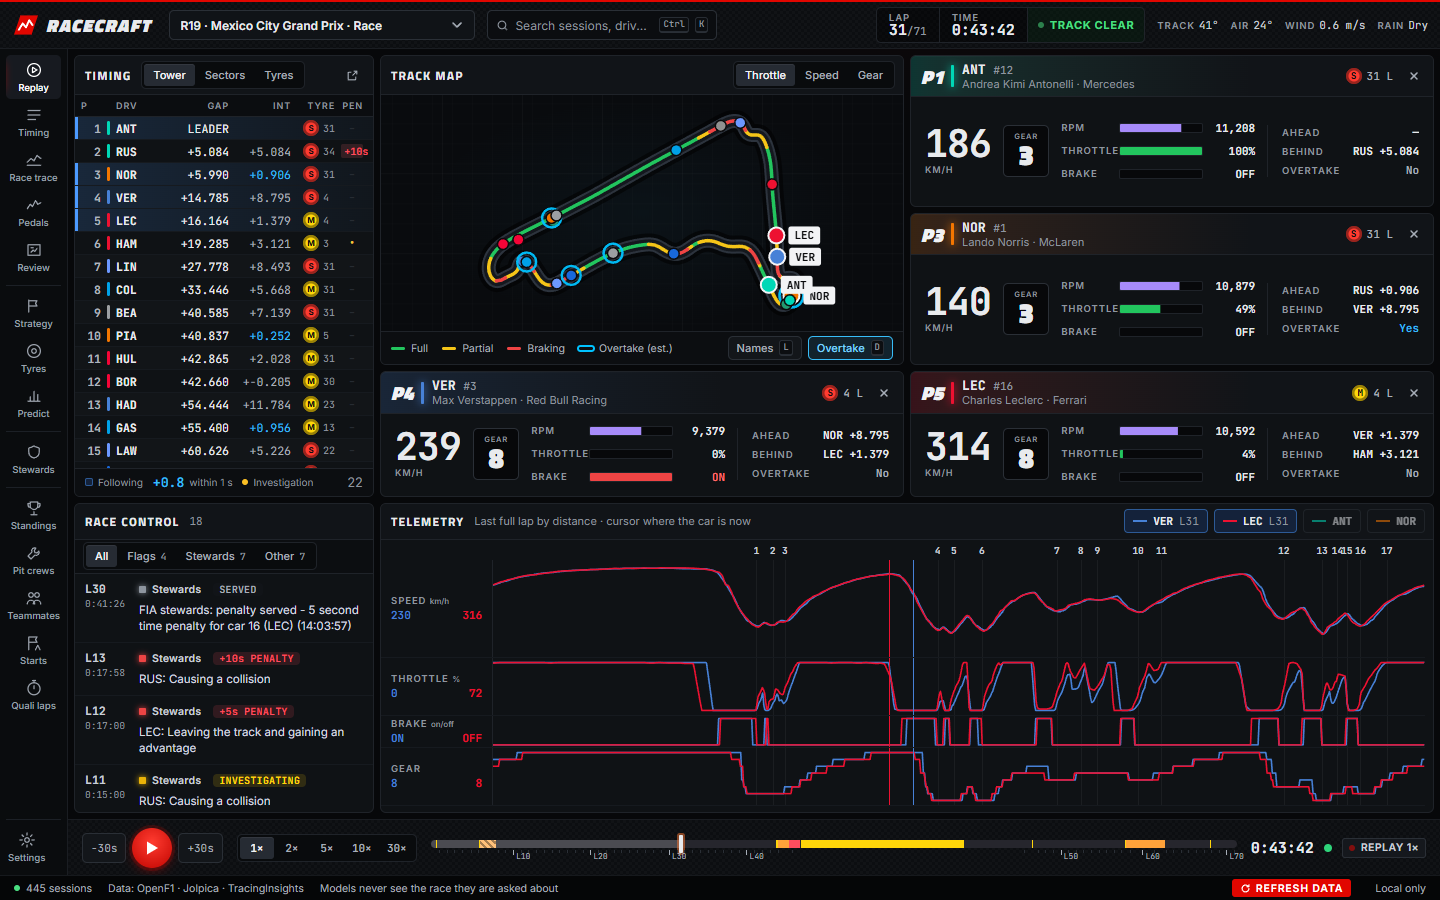 RACECRAFT
R19 · Mexico City Grand Prix · Race
Search sessions, driv... Ctrl K
LAP 31/71
TIME 0:43:42
TRACK CLEAR
TRACK 41° AIR 24° WIND 0.6 m/s RAIN Dry
Replay
Timing
Race trace
Pedals
Review
Strategy
Tyres
Predict
Stewards
Standings
Pit crews
Teammates
Starts
Quali laps
Settings
TIMING Tower Sectors Tyres
P DRV GAP INT TYRE PEN
1 ANT LEADER S 31 –
2 RUS +5.084 +5.084 S 34 +10s
3 NOR +5.990 +0.906 S 31 –
4 VER +14.785 +8.795 S 4 –
5 LEC +16.164 +1.379 M 4 –
6 HAM +19.285 +3.121 M 3 •
7 LIN +27.778 +8.493 S 31 –
8 COL +33.446 +5.668 M 31 –
9 BEA +40.585 +7.139 S 31 –
10 PIA +40.837 +0.252 M 5 –
11 HUL +42.865 +2.028 M 31 –
12 BOR +42.660 +-0.205 M 30 –
13 HAD +54.444 +11.784 M 23 –
14 GAS +55.400 +0.956 M 13 –
15 LAW +60.626 +5.226 S 22 –
Following +0.8 within 1 s Investigation 22
TRACK MAP Throttle Speed Gear
LEC
VER
ANT
NOR
Full Partial Braking Overtake (est.) Names L Overtake D
P1 ANT #12 S 31 L
Andrea Kimi Antonelli · Mercedes
186 KM/H
GEAR 3
RPM 11,208
THROTTLE 100%
BRAKE OFF
AHEAD –
BEHIND RUS +5.084
OVERTAKE No
P3 NOR #1 S 31 L
Lando Norris · McLaren
140 KM/H
GEAR 3
RPM 10,879
THROTTLE 49%
BRAKE OFF
AHEAD RUS +0.906
BEHIND VER +8.795
OVERTAKE Yes
P4 VER #3 S 4 L
Max Verstappen · Red Bull Racing
239 KM/H
GEAR 8
RPM 9,379
THROTTLE 0%
BRAKE ON
AHEAD NOR +8.795
BEHIND LEC +1.379
OVERTAKE No
P5 LEC #16 M 4 L
Charles Leclerc · Ferrari
314 KM/H
GEAR 8
RPM 10,592
THROTTLE 4%
BRAKE OFF
AHEAD VER +1.379
BEHIND HAM +3.121
OVERTAKE No
RACE CONTROL 18
All Flags 4 Stewards 7 Other 7
L30 Stewards SERVED
0:41:26
FIA stewards: penalty served - 5 second
time penalty for car 16 (LEC) (14:03:57)
L13 Stewards +10s PENALTY
0:17:58
RUS: Causing a collision
L12 Stewards +5s PENALTY
0:17:00
LEC: Leaving the track and gaining an
advantage
L11 Stewards INVESTIGATING
0:15:00
RUS: Causing a collision
TELEMETRY Last full lap by distance · cursor where the car is now
VER L31 LEC L31 ANT NOR
1 2 3 4 5 6 7 8 9 10 11 12 13 14 15 16 17
SPEED km/h
230 316
THROTTLE %
0 72
BRAKE on/off
ON OFF
GEAR
8 8
-30s +30s 1× 2× 5× 10× 30×
L10 L20 L30 L40 L50 L60 L70
0:43:42 REPLAY 1×
445 sessions Data: OpenF1 · Jolpica · TracingInsights Models never see the race they are asked about
REFRESH DATA Local only